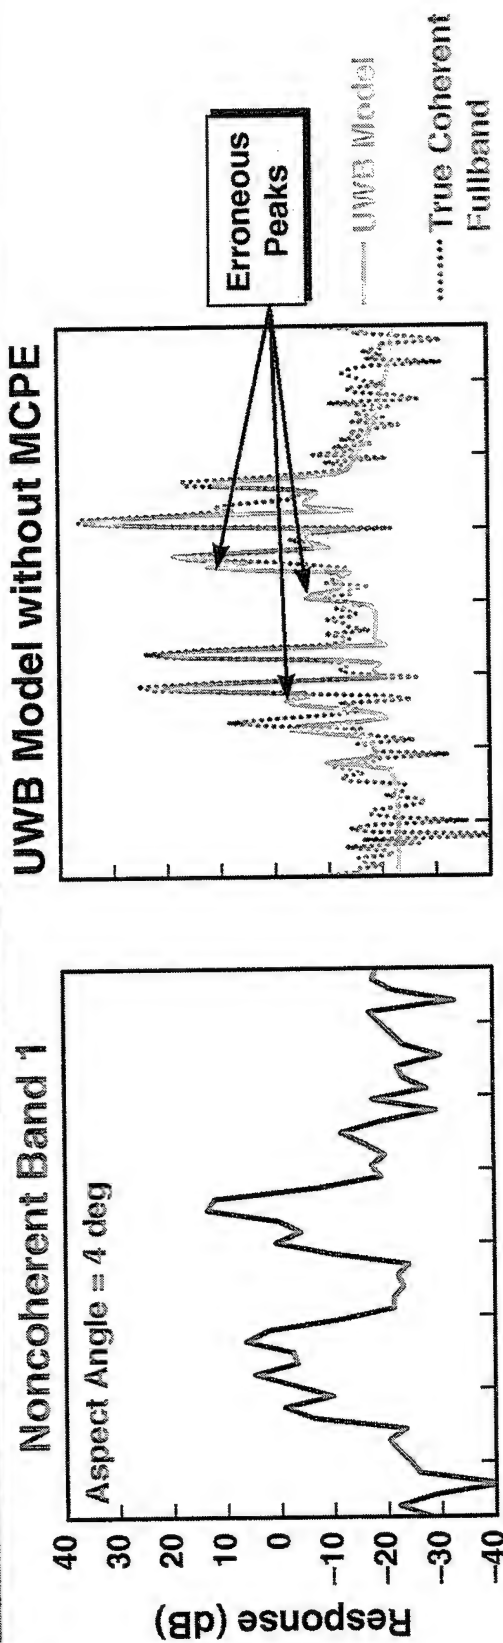 Noncoherent Band 1
Aspect Angle = 4 deg
Response (dB)
40
30
20
10
0
−10
−20
−30
−40
UWB Model without MCPE
Erroneous
Peaks
UWB Model
True Coherent
Fullband